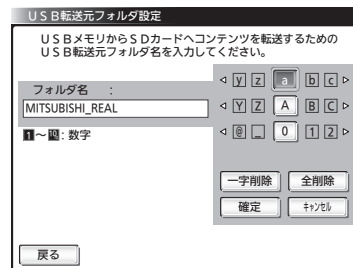 USB転送元フォルダ設定
USBメモリからSDカードへコンテンツを転送するための
USB転送元フォルダ名を入力してください。
フォルダ名 :
MITSUBISHI_REAL
1～10:数字
y z a b c
Y Z A B C
@ _ 0 1 2
一字削除 全削除
確定 ｷｬﾝｾﾙ
戻る